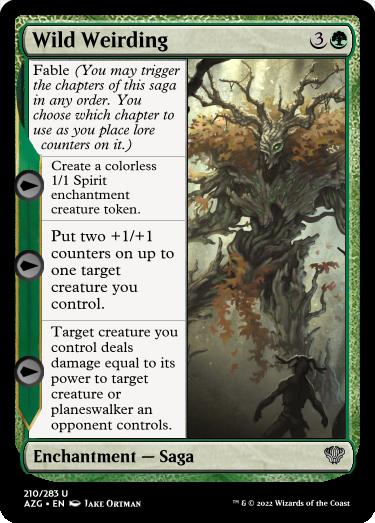 Wild Weirding 3
Fable (You may trigger
the chapters of this saga
in any order. You
choose which chapter to
use as you place lore
counters on it.)
Create a colorless
1/1 Spirit
enchantment
creature token.
Put two +1/+1
counters on up to
one target
creature you
control.
Target creature you
control deals
damage equal to its
power to target
creature or
planeswalker an
opponent controls.
Enchantment — Saga
210/283 U
AZG • EN Jake Ortman
™ & © 2022 Wizards of the Coast